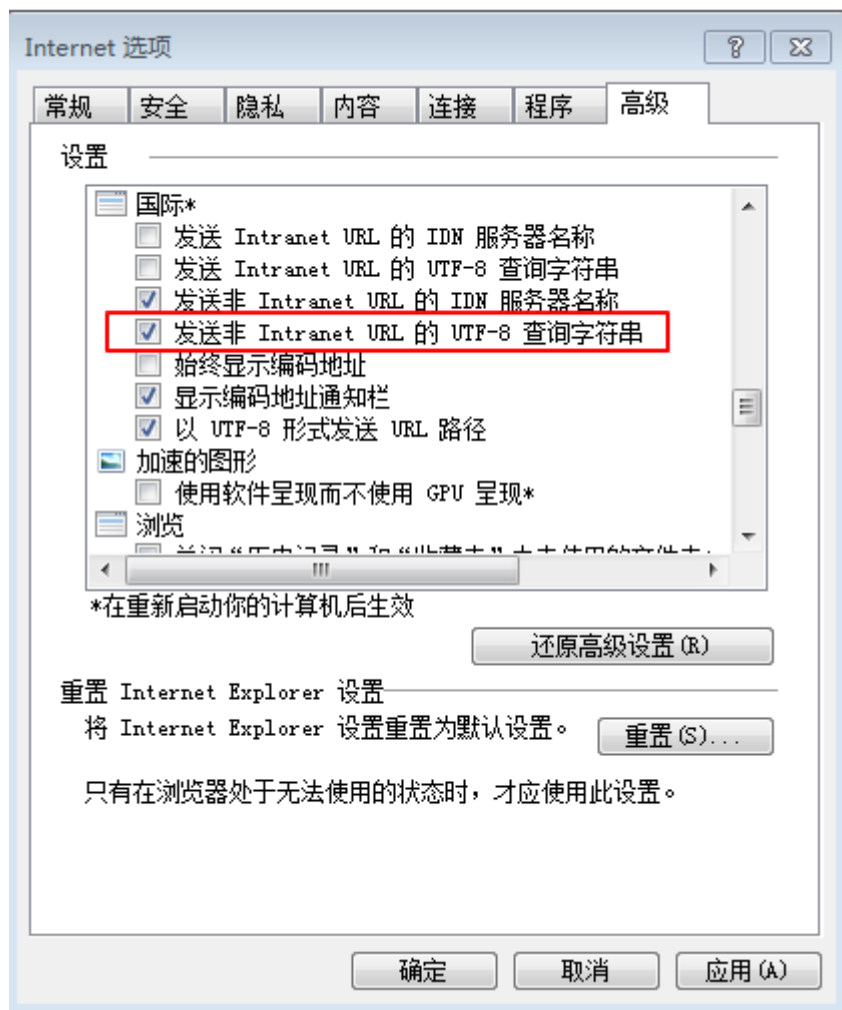 Internet 选项
常规 安全 隐私 内容 连接 程序 高级
设置
国际*
发送 Intranet URL 的 IDN 服务器名称
发送 Intranet URL 的 UTF-8 查询字符串
发送非 Intranet URL 的 IDN 服务器名称
发送非 Intranet URL 的 UTF-8 查询字符串
始终显示编码地址
显示编码地址通知栏
以 UTF-8 形式发送 URL 路径
加速的图形
使用软件呈现而不使用 GPU 呈现*
浏览
*在重新启动你的计算机后生效
还原高级设置(R)
重置 Internet Explorer 设置
将 Internet Explorer 设置重置为默认设置。
重置(S)...
只有在浏览器处于无法使用的状态时，才应使用此设置。
确定 取消 应用(A)